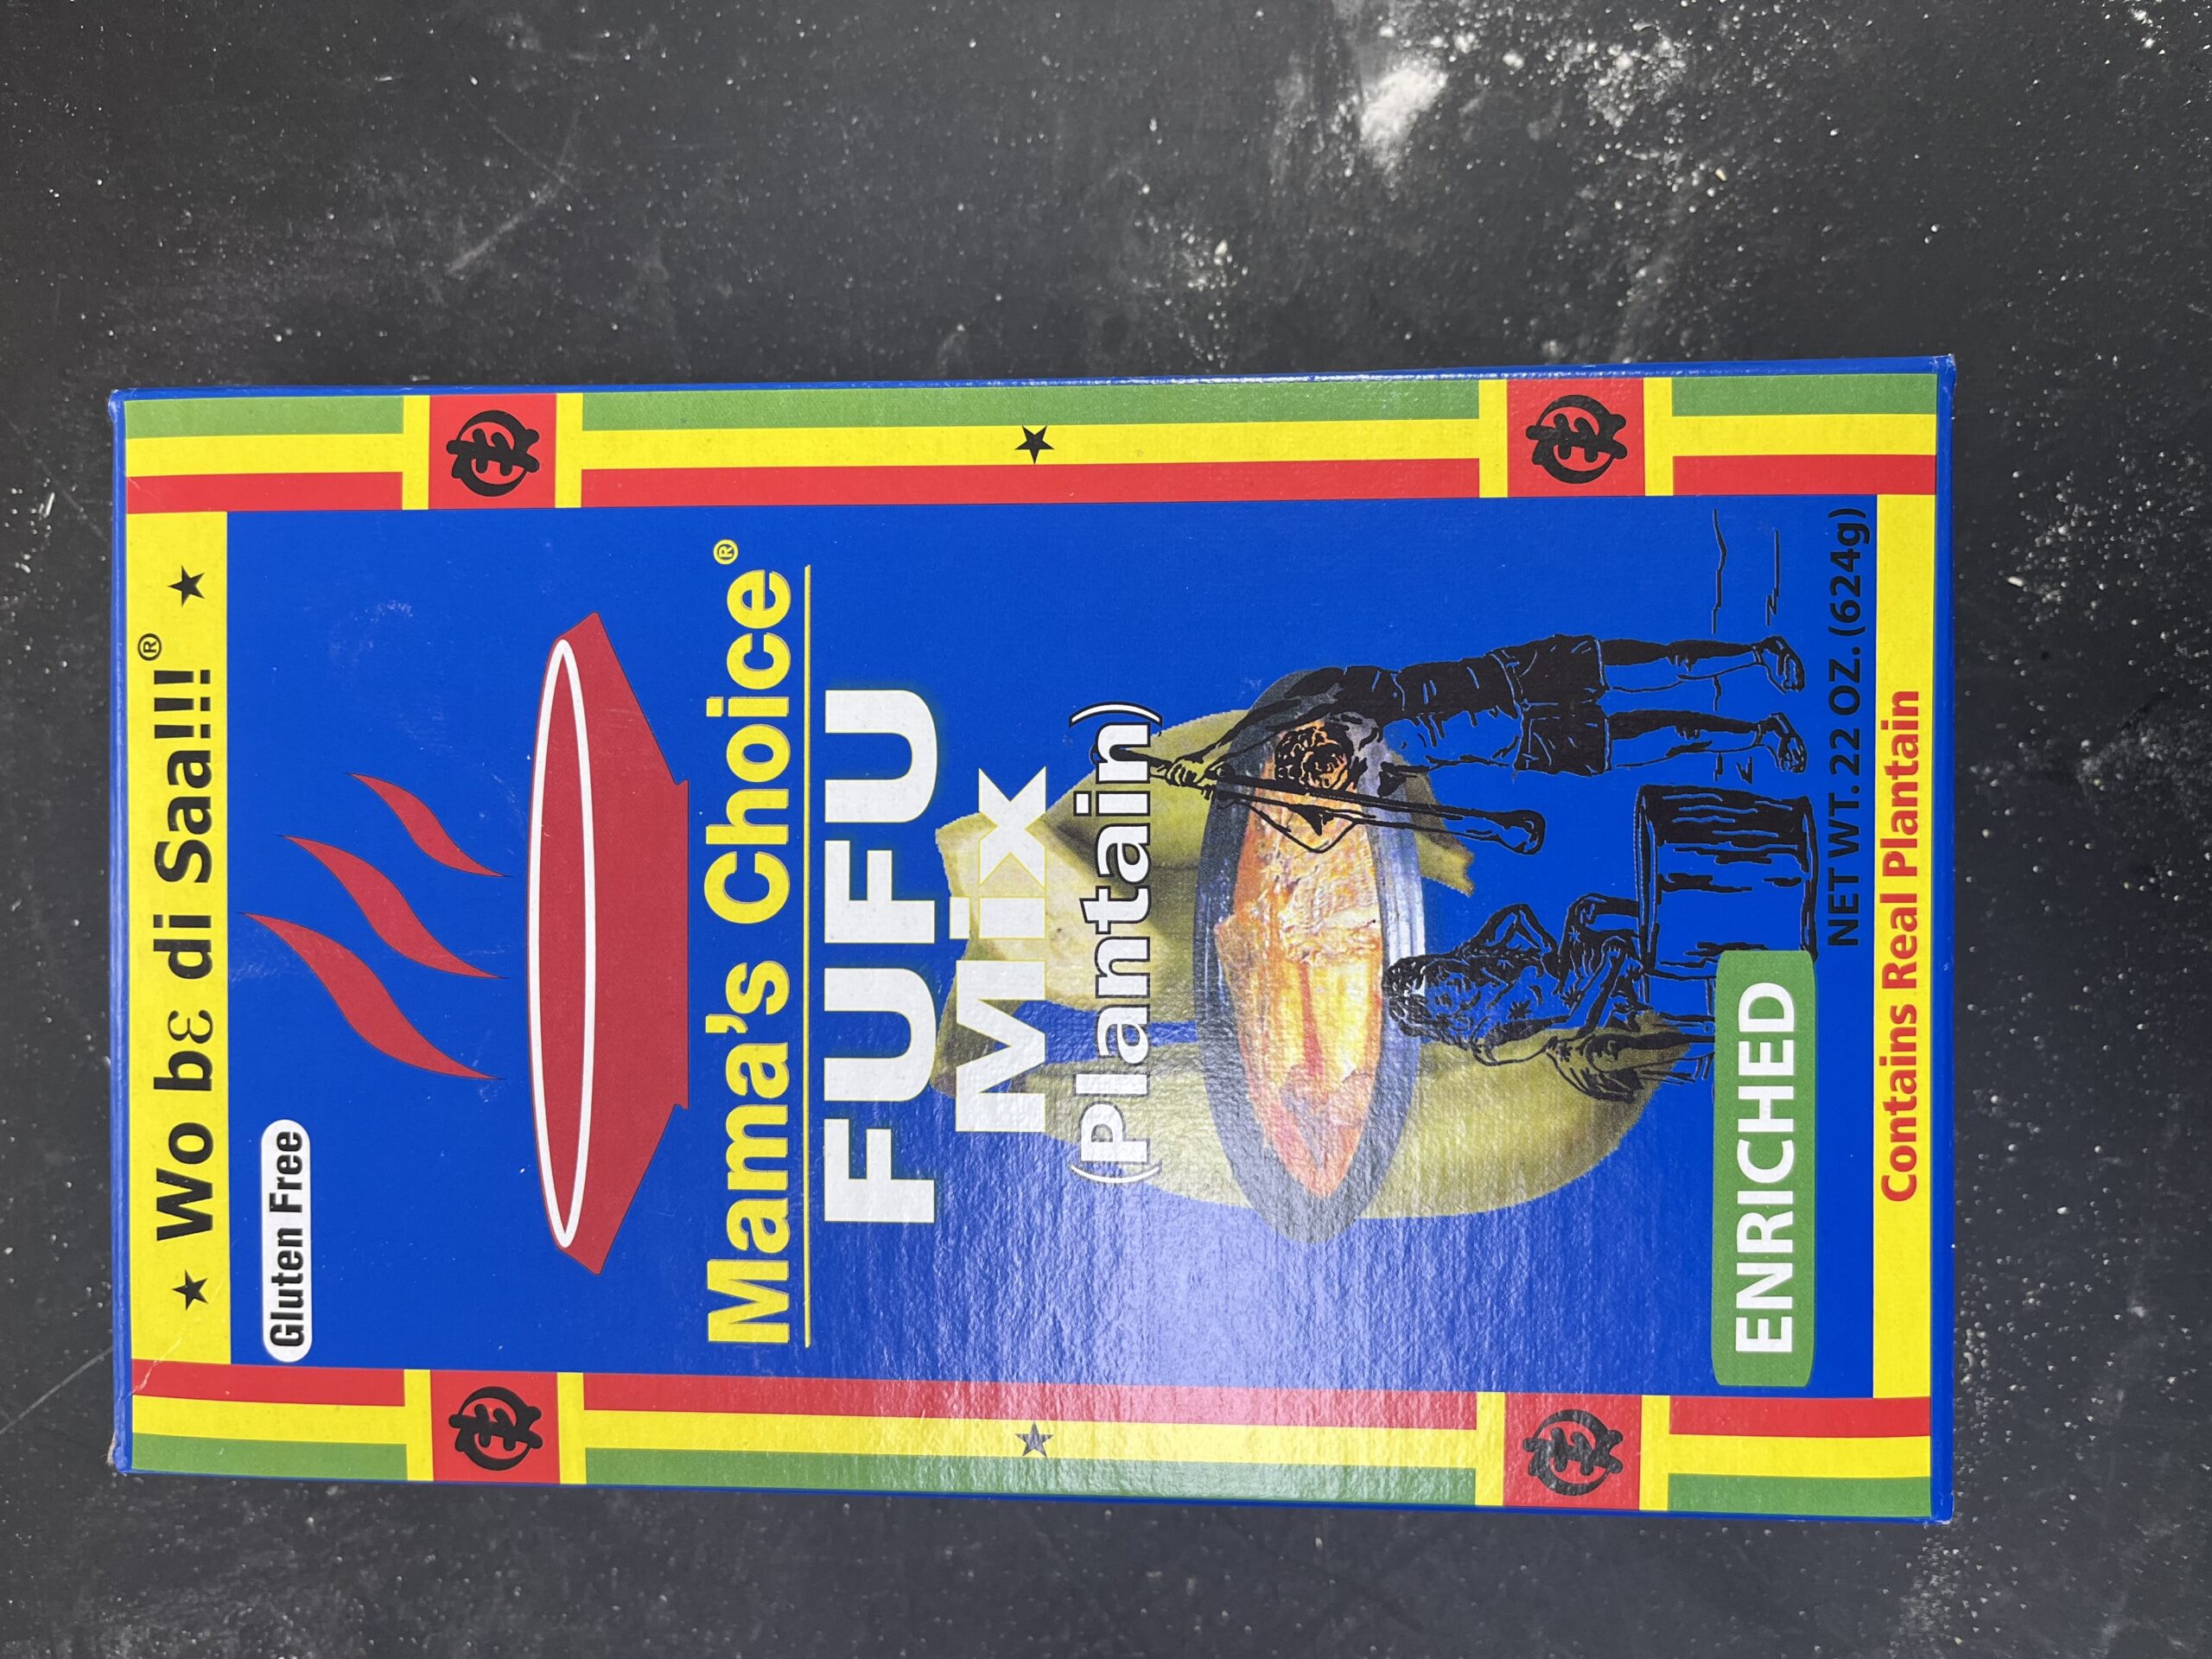 ★ Wo bɛ di Saa!!!® ★
Gluten Free
Mama's Choice®
FUFU
Mix
(Plantain)
ENRICHED
NET WT. 22 OZ. (624g)
Contains Real Plantain